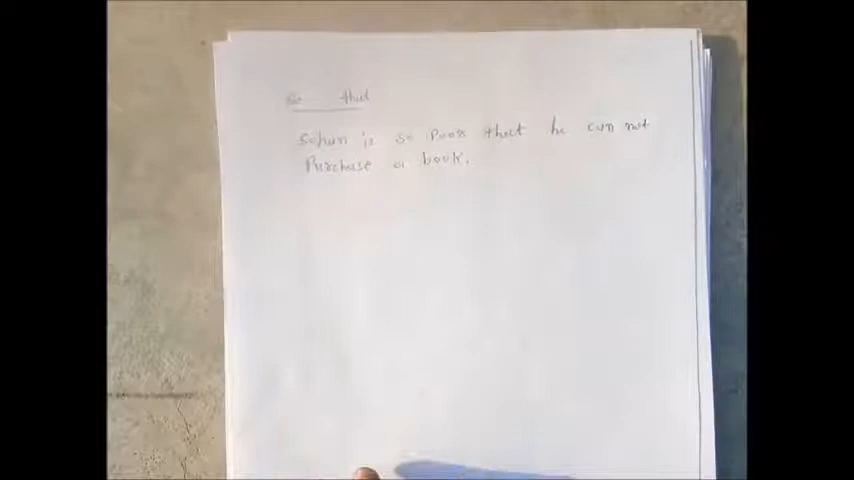 So that
Sohan is so Poor that he can not
Purchase a book.